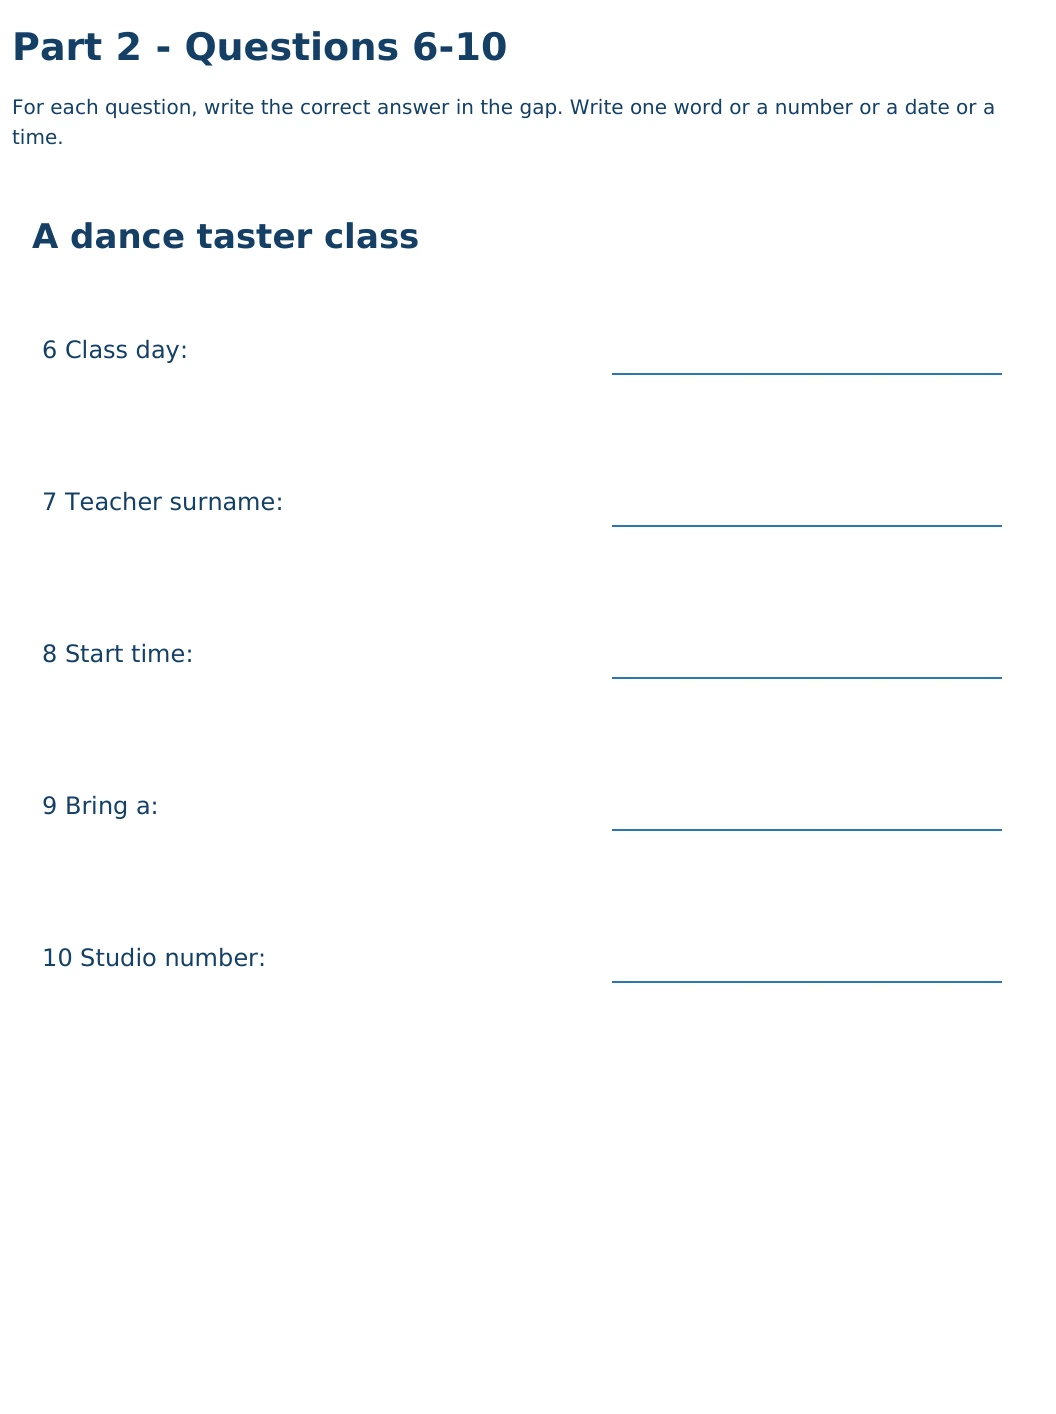 Part 2 - Questions 6-10
For each question, write the correct answer in the gap. Write one word or a number or a date or a
time.
A dance taster class
6 Class day:
7 Teacher surname:
8 Start time:
9 Bring a:
10 Studio number: